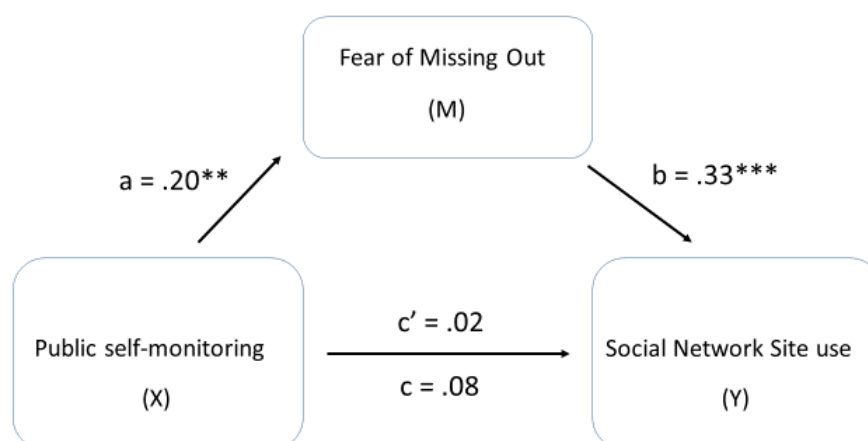 Fear of Missing Out
(M)
a = .20**
b = .33***
Public self-monitoring
(X)
c’ = .02
c = .08
Social Network Site use
(Y)